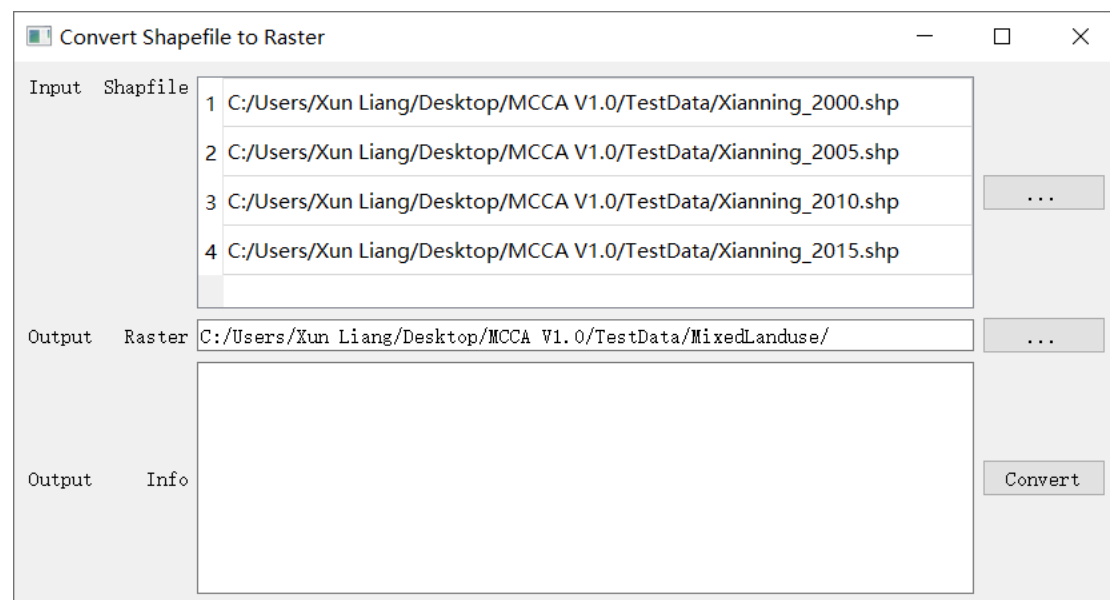 Convert Shapefile to Raster
Input Shapfile
1 C:/Users/Xun Liang/Desktop/MCCA V1.0/TestData/Xianning_2000.shp
2 C:/Users/Xun Liang/Desktop/MCCA V1.0/TestData/Xianning_2005.shp
3 C:/Users/Xun Liang/Desktop/MCCA V1.0/TestData/Xianning_2010.shp
4 C:/Users/Xun Liang/Desktop/MCCA V1.0/TestData/Xianning_2015.shp
...
Output Raster C:/Users/Xun Liang/Desktop/MCCA V1.0/TestData/MixedLanduse/ ...
Output Info
Convert